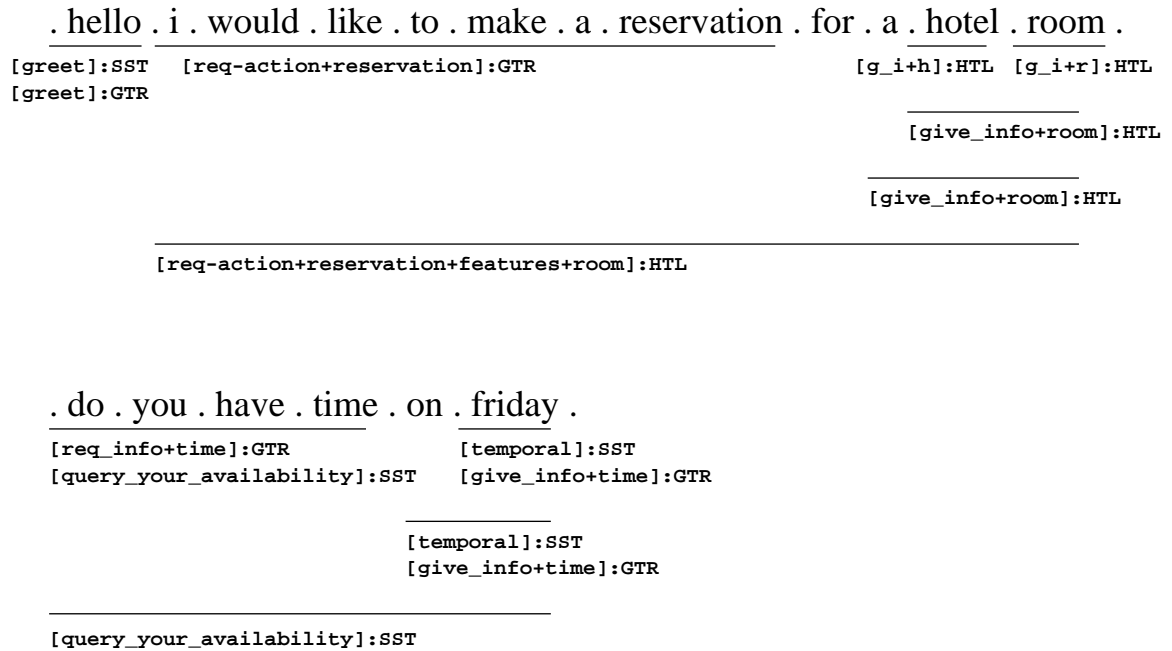 . hello . i . would . like . to . make . a . reservation . for . a . hotel . room .
[greet]:SST [req-action+reservation]:GTR [g_i+h]:HTL [g_i+r]:HTL
[greet]:GTR
[give_info+room]:HTL
[give_info+room]:HTL
[req-action+reservation+features+room]:HTL
. do . you . have . time . on . friday .
[req_info+time]:GTR [temporal]:SST
[query_your_availability]:SST [give_info+time]:GTR
[temporal]:SST
[give_info+time]:GTR
[query_your_availability]:SST